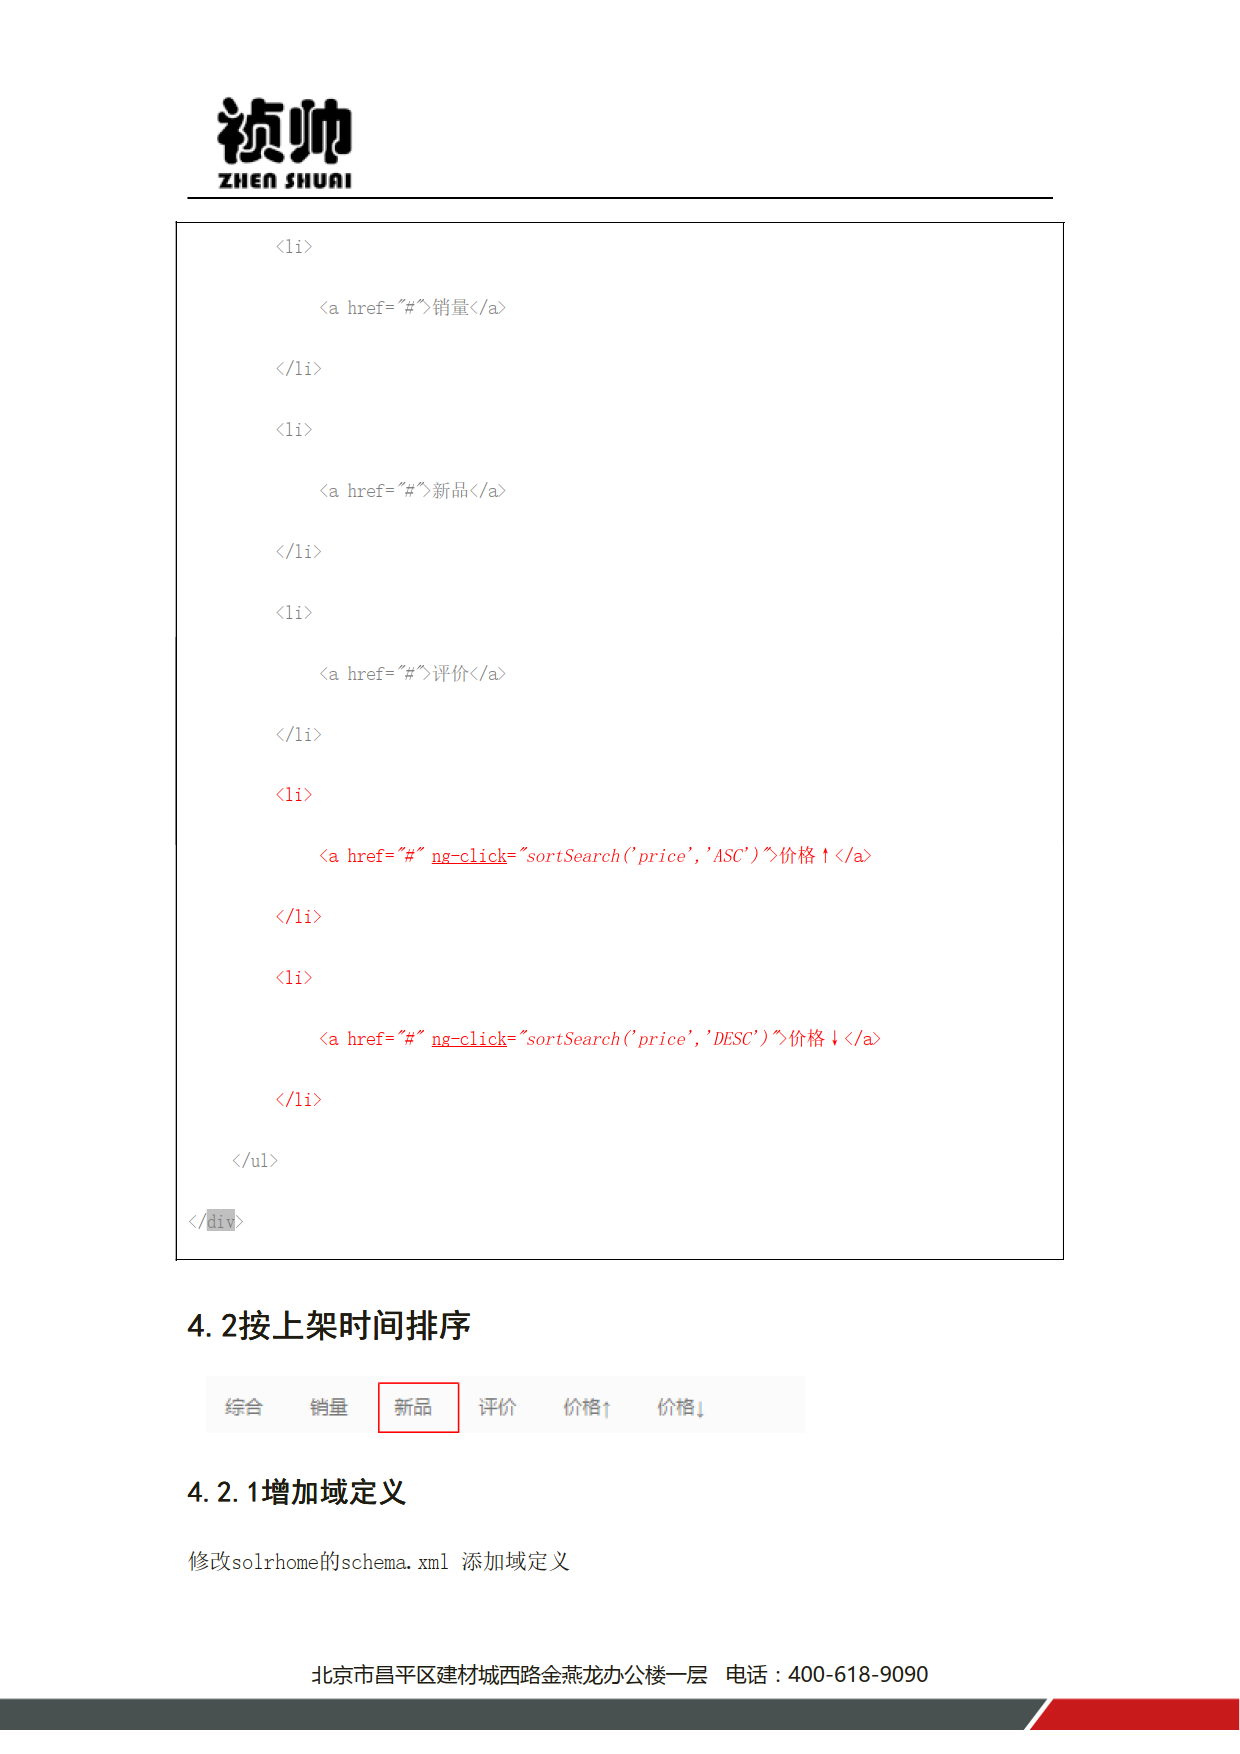 祯帅
ZHEN SHUAI
<li>
<a href="#">销量</a>
</li>
<li>
<a href="#">新品</a>
</li>
<li>
<a href="#">评价</a>
</li>
<li>
<a href="#" ng-click="sortSearch('price','ASC')">价格↑</a>
</li>
<li>
<a href="#" ng-click="sortSearch('price','DESC')">价格↓</a>
</li>
</ul>
</div>
4.2按上架时间排序
综合 销量 新品 评价 价格↑ 价格↓
4.2.1增加域定义
修改solrhome的schema.xml 添加域定义
北京市昌平区建材城西路金燕龙办公楼一层 电话：400-618-9090